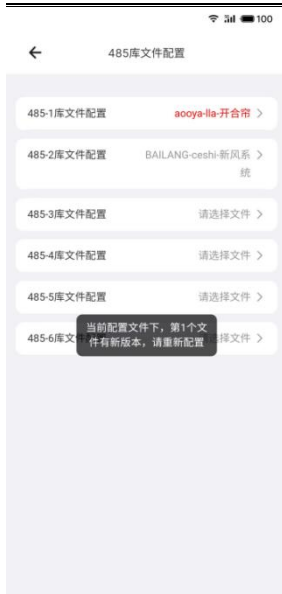 100
485库文件配置
485-1库文件配置 aooya-lla-开合帘
485-2库文件配置 BAILANG-ceshi-新风系
统
485-3库文件配置 请选择文件
485-4库文件配置 请选择文件
485-5库文件配置 请选择文件
485-6库文 择文件
当前配置文件下，第1个文
件有新版本，请重新配置